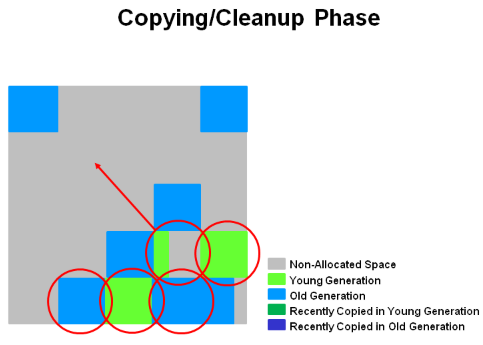 Copying/Cleanup Phase
Non-Allocated Space
Young Generation
Old Generation
Recently Copied in Young Generation
Recently Copied in Old Generation